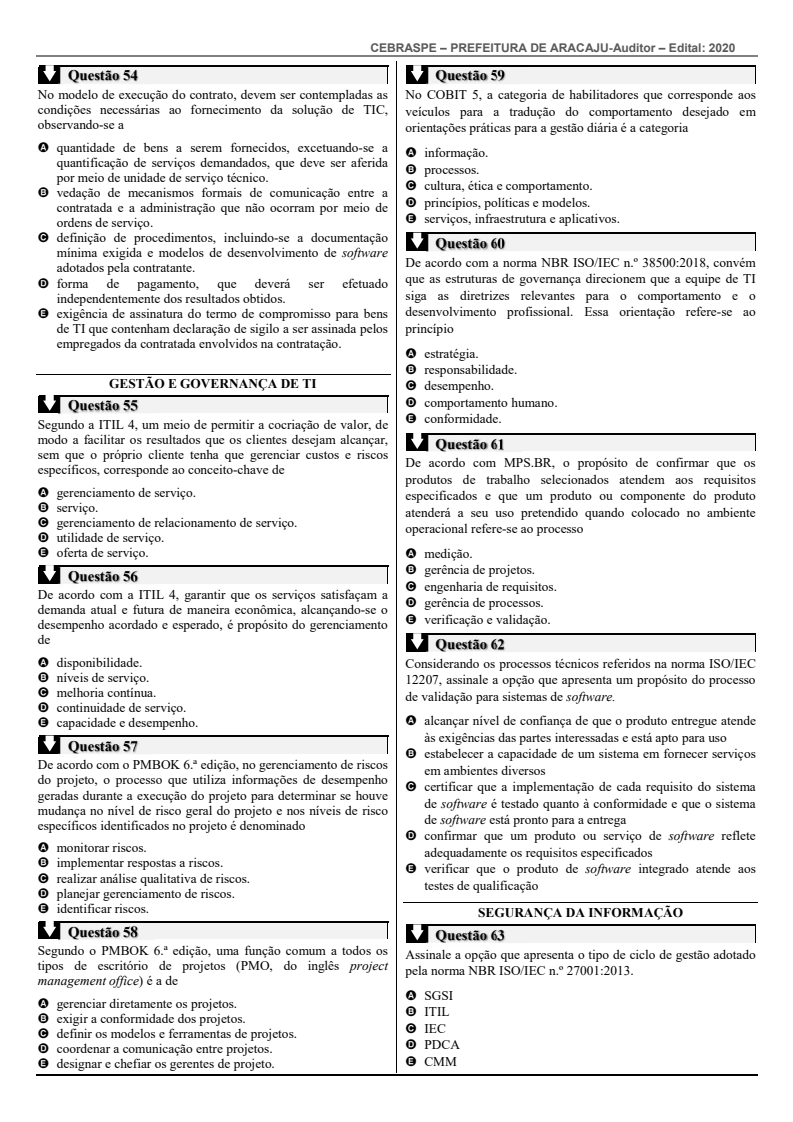 CEBRASPE – PREFEITURA DE ARACAJU-Auditor – Edital: 2020
Questão 54
No modelo de execução do contrato, devem ser contempladas as
condições necessárias ao fornecimento da solução de TIC,
observando-se a
A quantidade de bens a serem fornecidos, excetuando-se a
quantificação de serviços demandados, que deve ser aferida
por meio de unidade de serviço técnico.
B vedação de mecanismos formais de comunicação entre a
contratada e a administração que não ocorram por meio de
ordens de serviço.
C definição de procedimentos, incluindo-se a documentação
mínima exigida e modelos de desenvolvimento de software
adotados pela contratante.
D forma de pagamento, que deverá ser efetuado
independentemente dos resultados obtidos.
E exigência de assinatura do termo de compromisso para bens
de TI que contenham declaração de sigilo a ser assinada pelos
empregados da contratada envolvidos na contratação.
GESTÃO E GOVERNANÇA DE TI
Questão 55
Segundo a ITIL 4, um meio de permitir a cocriação de valor, de
modo a facilitar os resultados que os clientes desejam alcançar,
sem que o próprio cliente tenha que gerenciar custos e riscos
específicos, corresponde ao conceito-chave de
A gerenciamento de serviço.
B serviço.
C gerenciamento de relacionamento de serviço.
D utilidade de serviço.
E oferta de serviço.
Questão 56
De acordo com a ITIL 4, garantir que os serviços satisfaçam a
demanda atual e futura de maneira econômica, alcançando-se o
desempenho acordado e esperado, é propósito do gerenciamento
de
A disponibilidade.
B níveis de serviço.
C melhoria contínua.
D continuidade de serviço.
E capacidade e desempenho.
Questão 57
De acordo com o PMBOK 6.ª edição, no gerenciamento de riscos
do projeto, o processo que utiliza informações de desempenho
geradas durante a execução do projeto para determinar se houve
mudança no nível de risco geral do projeto e nos níveis de risco
específicos identificados no projeto é denominado
A monitorar riscos.
B implementar respostas a riscos.
C realizar análise qualitativa de riscos.
D planejar gerenciamento de riscos.
E identificar riscos.
Questão 58
Segundo o PMBOK 6.ª edição, uma função comum a todos os
tipos de escritório de projetos (PMO, do inglês project
management office) é a de
A gerenciar diretamente os projetos.
B exigir a conformidade dos projetos.
C definir os modelos e ferramentas de projetos.
D coordenar a comunicação entre projetos.
E designar e chefiar os gerentes de projeto.
Questão 59
No COBIT 5, a categoria de habilitadores que corresponde aos
veículos para a tradução do comportamento desejado em
orientações práticas para a gestão diária é a categoria
A informação.
B processos.
C cultura, ética e comportamento.
D princípios, políticas e modelos.
E serviços, infraestrutura e aplicativos.
Questão 60
De acordo com a norma NBR ISO/IEC n.º 38500:2018, convém
que as estruturas de governança direcionem que a equipe de TI
siga as diretrizes relevantes para o comportamento e o
desenvolvimento profissional. Essa orientação refere-se ao
princípio
A estratégia.
B responsabilidade.
C desempenho.
D comportamento humano.
E conformidade.
Questão 61
De acordo com MPS.BR, o propósito de confirmar que os
produtos de trabalho selecionados atendem aos requisitos
especificados e que um produto ou componente do produto
atenderá a seu uso pretendido quando colocado no ambiente
operacional refere-se ao processo
A medição.
B gerência de projetos.
C engenharia de requisitos.
D gerência de processos.
E verificação e validação.
Questão 62
Considerando os processos técnicos referidos na norma ISO/IEC
12207, assinale a opção que apresenta um propósito do processo
de validação para sistemas de software.
A alcançar nível de confiança de que o produto entregue atende
às exigências das partes interessadas e está apto para uso
B estabelecer a capacidade de um sistema em fornecer serviços
em ambientes diversos
C certificar que a implementação de cada requisito do sistema
de software é testado quanto à conformidade e que o sistema
de software está pronto para a entrega
D confirmar que um produto ou serviço de software reflete
adequadamente os requisitos especificados
E verificar que o produto de software integrado atende aos
testes de qualificação
SEGURANÇA DA INFORMAÇÃO
Questão 63
Assinale a opção que apresenta o tipo de ciclo de gestão adotado
pela norma NBR ISO/IEC n.º 27001:2013.
A SGSI
B ITIL
C IEC
D PDCA
E CMM